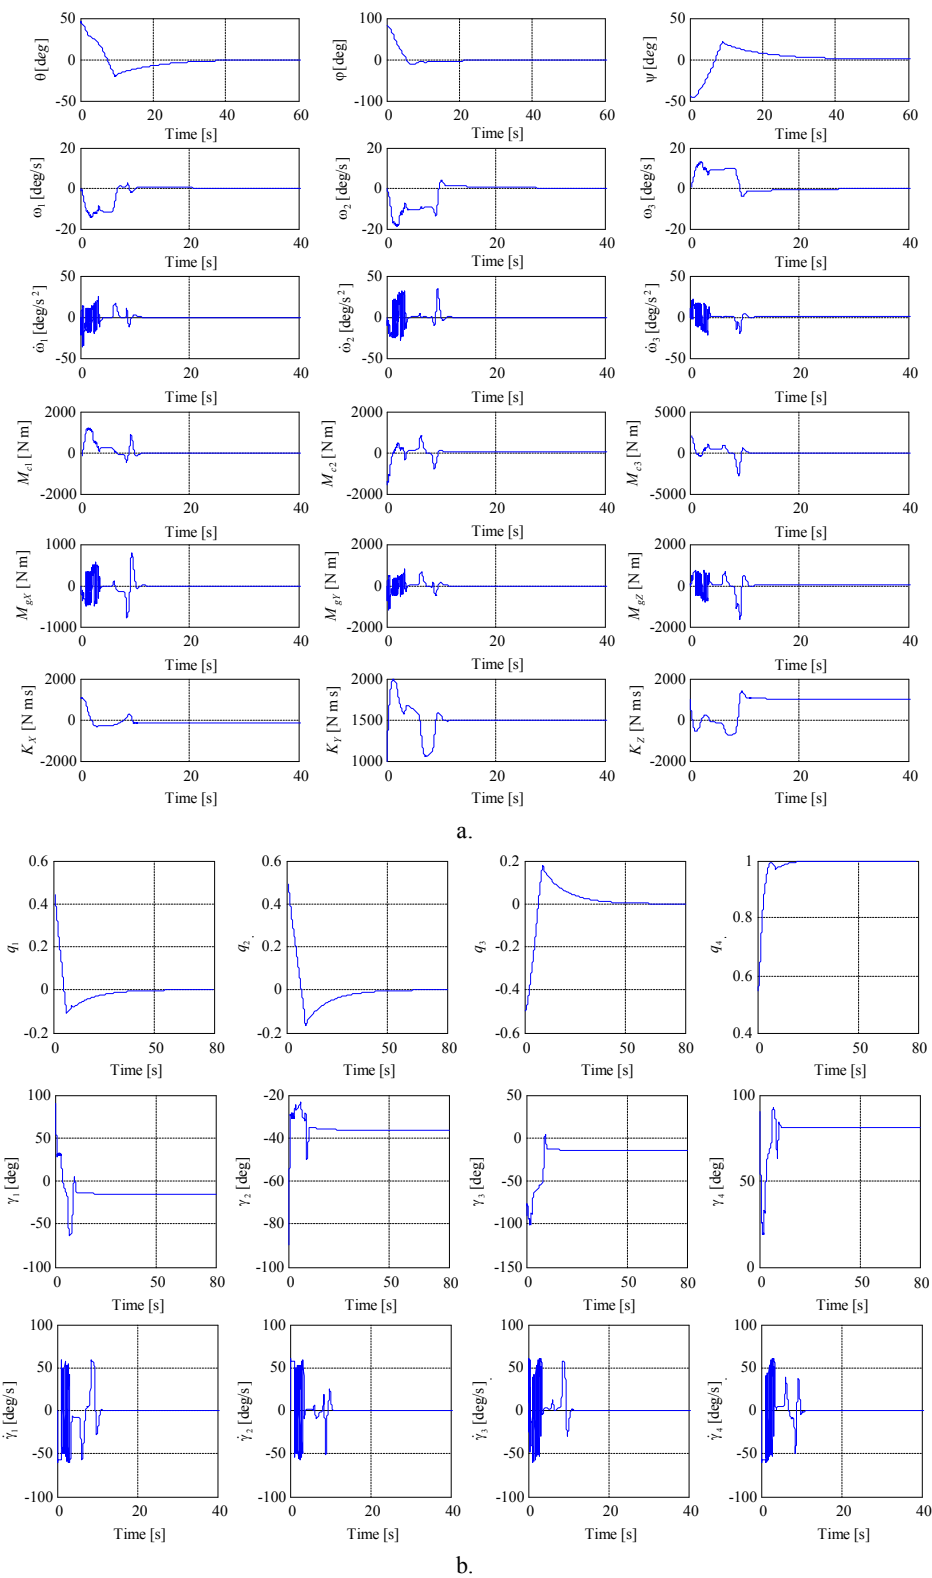 50
0
-50
θ [deg]
0 20 40 60
Time [s]
100
0
-100
φ [deg]
0 20 40 60
Time [s]
50
0
-50
ψ [deg]
0 20 40 60
Time [s]
20
0
-20
ω1 [deg/s]
0 20 40
Time [s]
20
0
-20
ω2 [deg/s]
0 20 40
Time [s]
20
0
-20
ω3 [deg/s]
0 20 40
Time [s]
50
0
-50
ω̇1 [deg/s²]
0 20 40
Time [s]
50
0
-50
ω̇2 [deg/s²]
0 20 40
Time [s]
50
0
-50
ω̇3 [deg/s²]
0 20 40
Time [s]
2000
0
-2000
Mc1 [N m]
0 20 40
Time [s]
2000
0
-2000
Mc2 [N m]
0 20 40
Time [s]
5000
0
-5000
Mc3 [N m]
0 20 40
Time [s]
1000
0
-1000
MgX [N m]
0 20 40
Time [s]
2000
0
-2000
MgY [N m]
0 20 40
Time [s]
2000
0
-2000
MgZ [N m]
0 20 40
Time [s]
2000
0
-2000
KX [N m s]
0 20 40
Time [s]
2000
1500
1000
KY [N m s]
0 20 40
Time [s]
2000
0
-2000
KZ [N m s]
0 20 40
Time [s]
a.
0.6
0.4
0.2
0
-0.2
q1
0 50 80
Time [s]
0.6
0.4
0.2
0
-0.2
q2.
0 50 80
Time [s]
0.2
0
-0.2
-0.4
-0.6
q3
0 50 80
Time [s]
1
0.8
0.6
0.4
q4.
0 50 80
Time [s]
100
50
0
-50
-100
γ1 [deg]
0 50 80
Time [s]
-20
-40
-60
-80
-100
γ2 [deg]
0 50 80
Time [s]
50
0
-50
-100
-150
γ3 [deg]
0 50 80
Time [s]
100
50
0
γ4 [deg]
0 50 80
Time [s]
100
50
0
-50
-100
γ̇1 [deg/s]
0 20 40
Time [s]
100
50
0
-50
-100
γ̇2 [deg/s]
0 20 40
Time [s]
100
50
0
-50
-100
γ̇3 [deg/s]
0 20 40
Time [s]
100
50
0
-50
-100
γ̇4 [deg/s]
0 20 40
Time [s]
b.